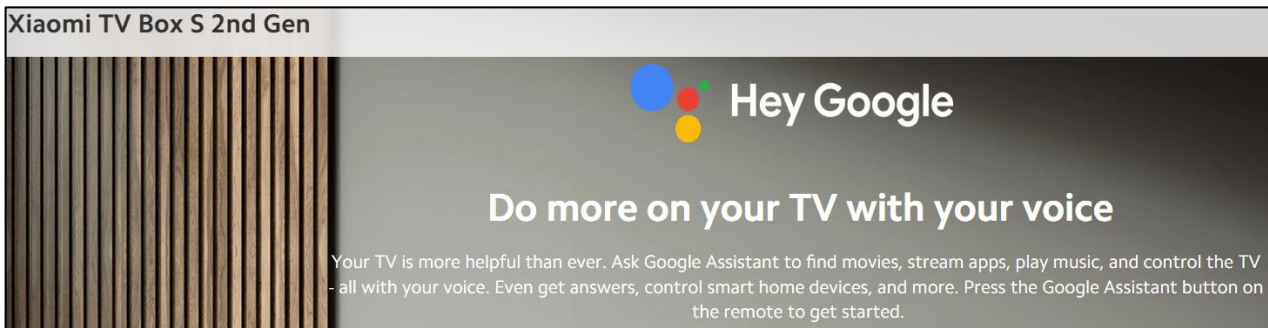 Xiaomi TV Box S 2nd Gen
Hey Google
Do more on your TV with your voice
Your TV is more helpful than ever. Ask Google Assistant to find movies, stream apps, play music, and control the TV
- all with your voice. Even get answers, control smart home devices, and more. Press the Google Assistant button on
the remote to get started.